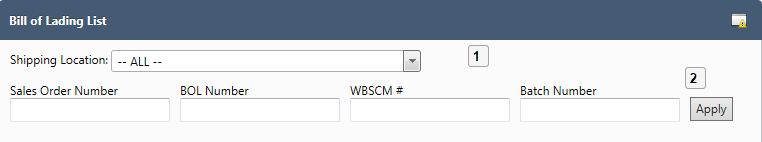 Bill of Lading List
Shipping Location: -- ALL --
1
2
Sales Order Number BOL Number WBSCM # Batch Number
Apply